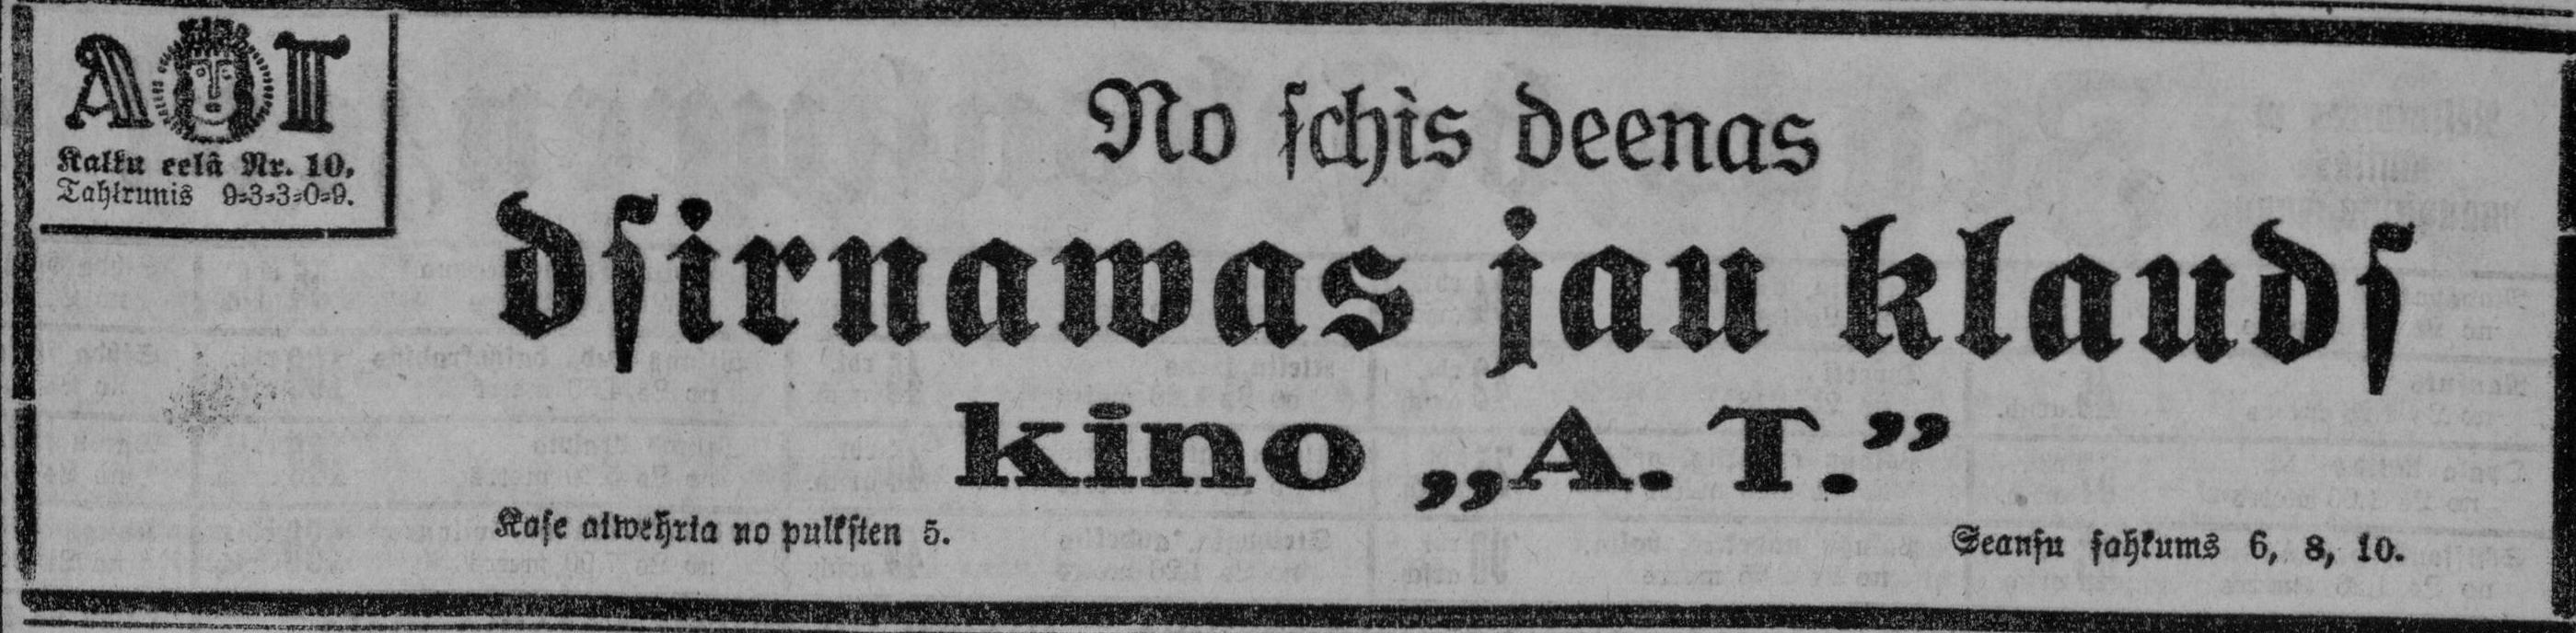 A T
Kalku eelâ Nr. 10,
Tahlrunis 9=3=3=0=9.
No ſchìs deenas
dſirnawas jau klauds
kino „A. T.”
Kaſe atwehrta no pulkſten 5.
Seanſu ſahkums 6, 8, 10.